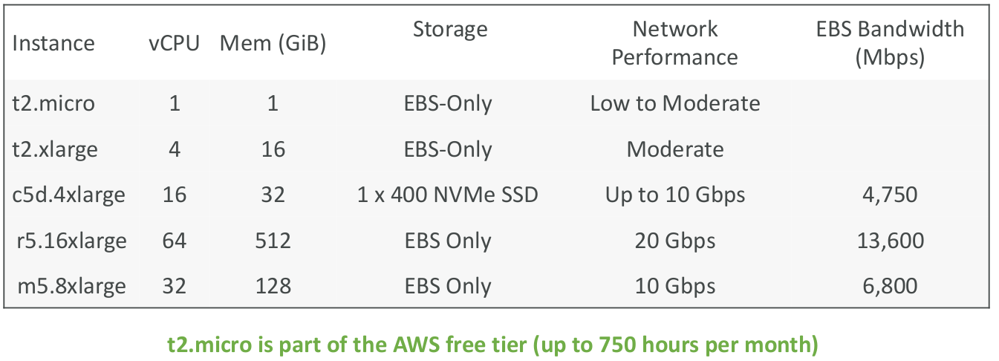 Instance vCPU Mem (GiB) Storage Network Performance EBS Bandwidth (Mbps)
t2.micro 1 1 EBS-Only Low to Moderate
t2.xlarge 4 16 EBS-Only Moderate
c5d.4xlarge 16 32 1 x 400 NVMe SSD Up to 10 Gbps 4,750
r5.16xlarge 64 512 EBS Only 20 Gbps 13,600
m5.8xlarge 32 128 EBS Only 10 Gbps 6,800
t2.micro is part of the AWS free tier (up to 750 hours per month)